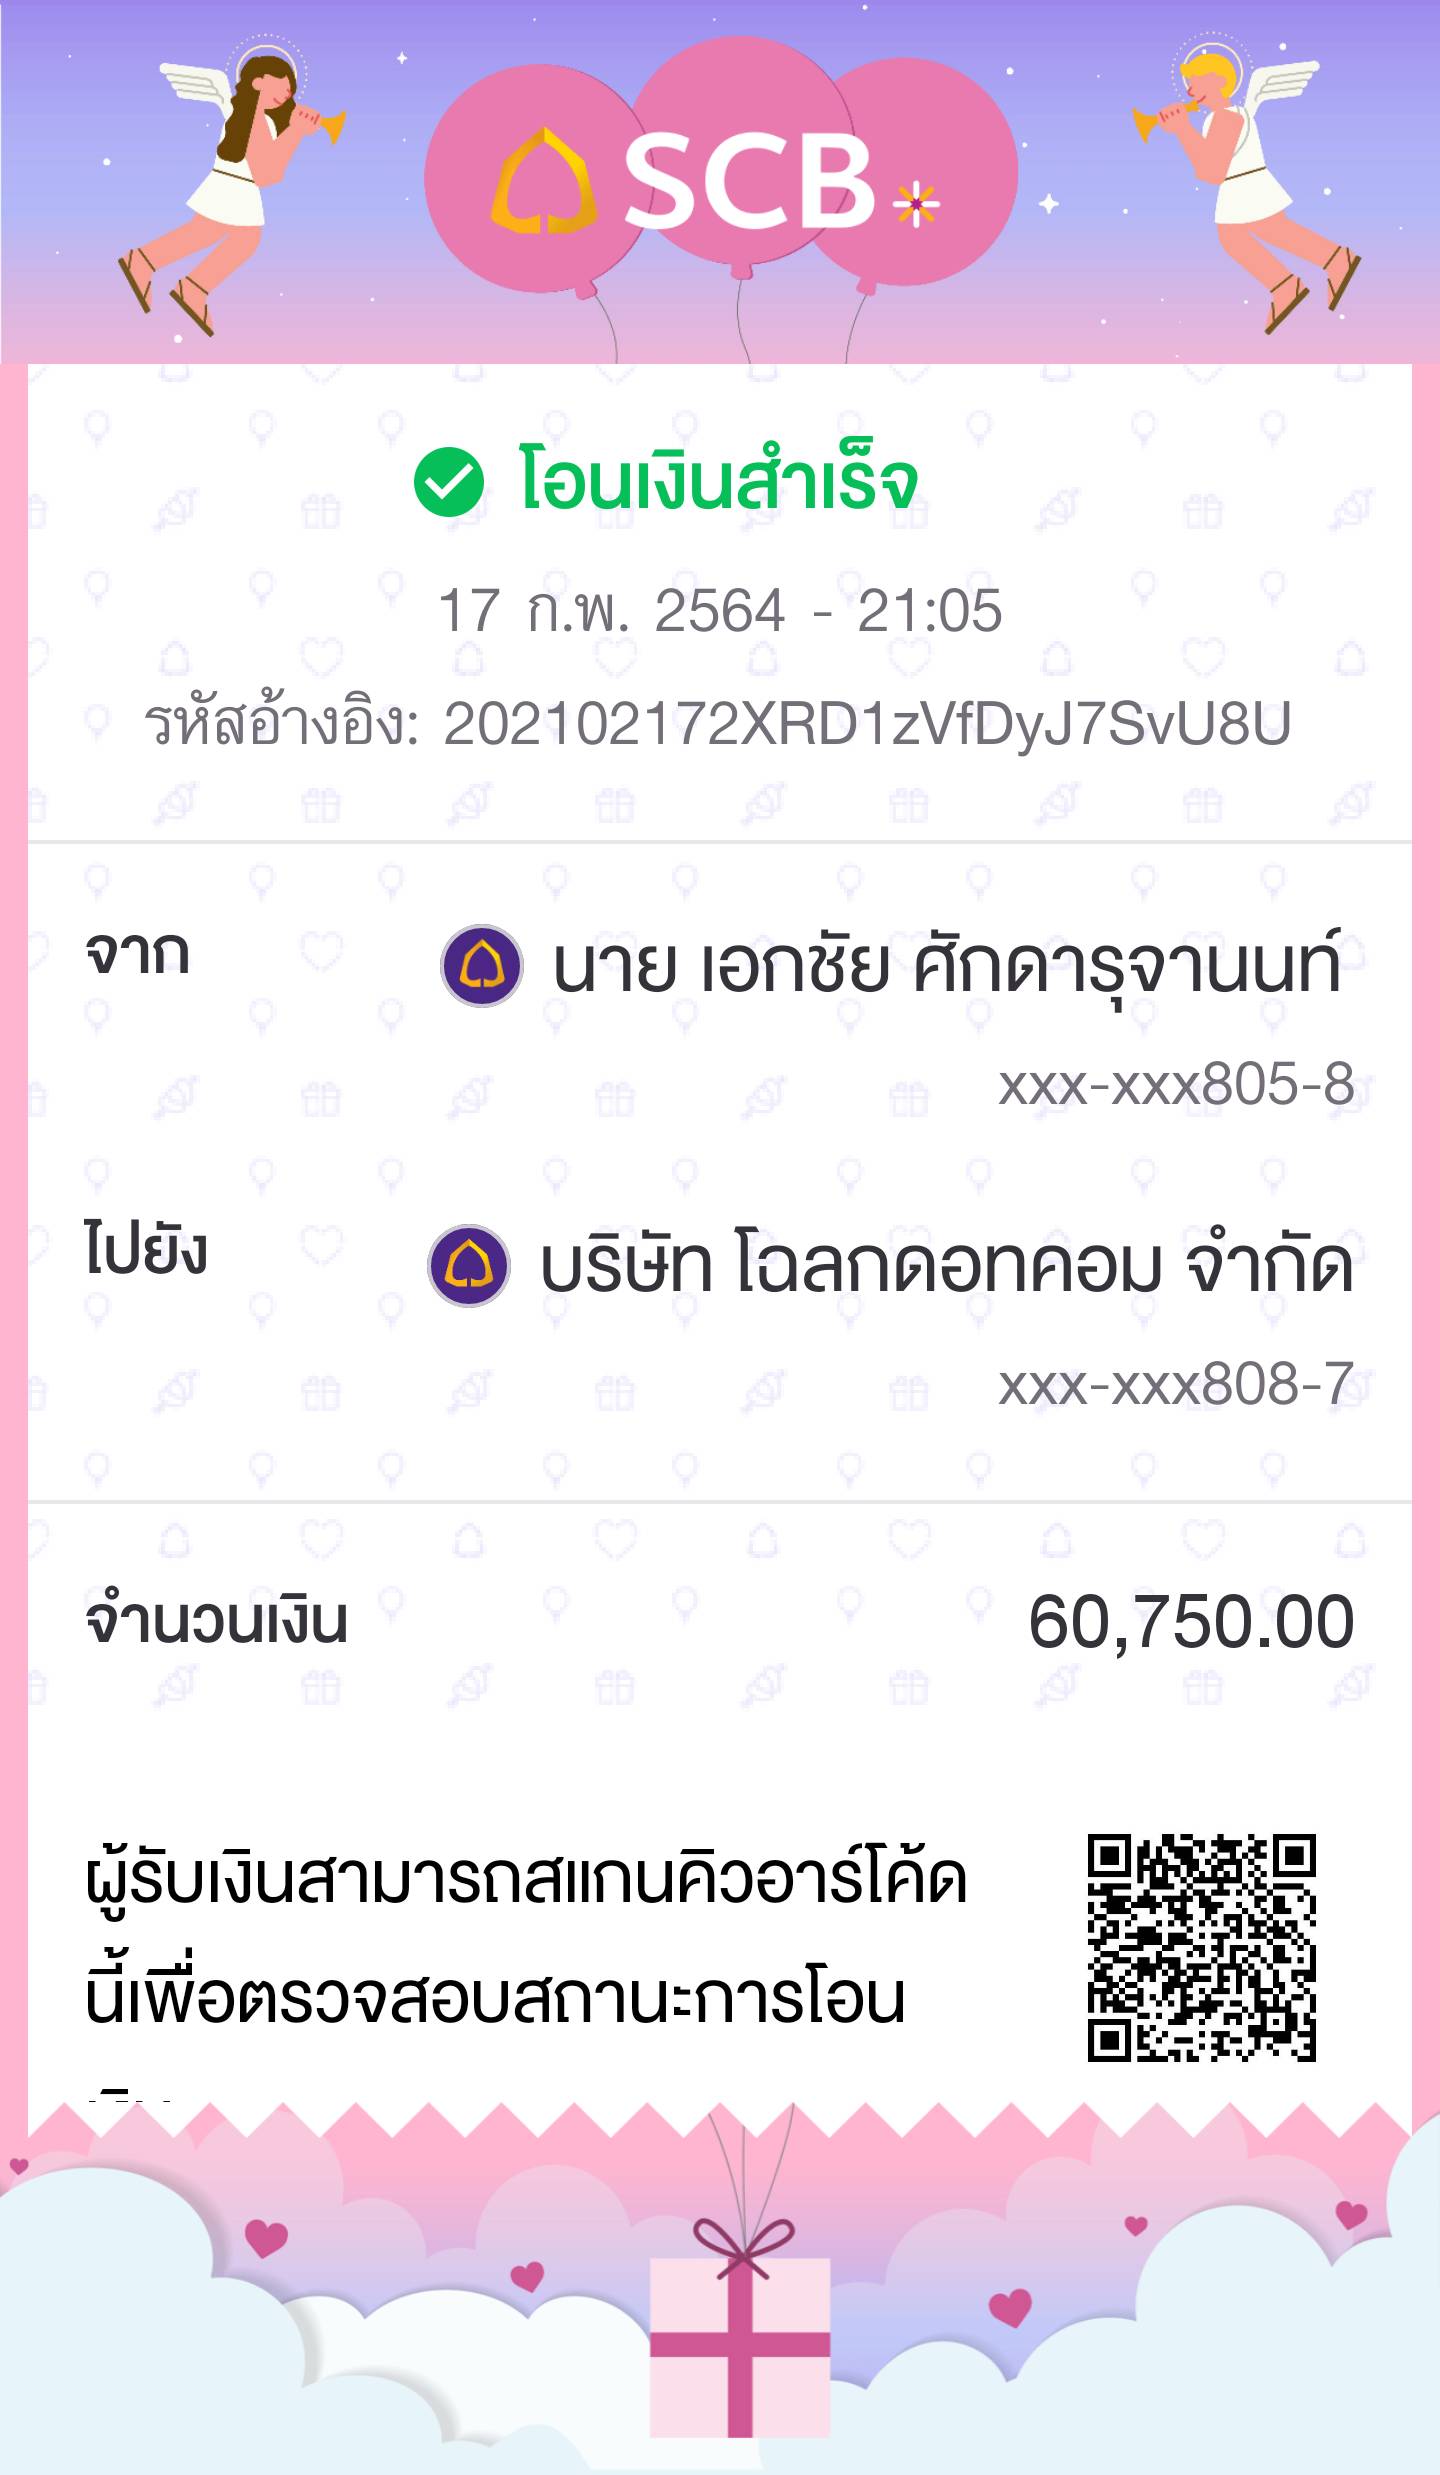 SCB
โอนเงินสำเร็จ
17 ก.พ. 2564 - 21:05
รหัสอ้างอิง: 202102172XRD1zVfDyJ7SvU8U
จาก
นาย เอกชัย ศักดารุจานนท์
xxx-xxx805-8
ไปยัง
บริษัท โฉลกดอทคอม จำกัด
xxx-xxx808-7
จำนวนเงิน
60,750.00
ผู้รับเงินสามารถสแกนคิวอาร์โค้ด
นี้เพื่อตรวจสอบสถานะการโอน